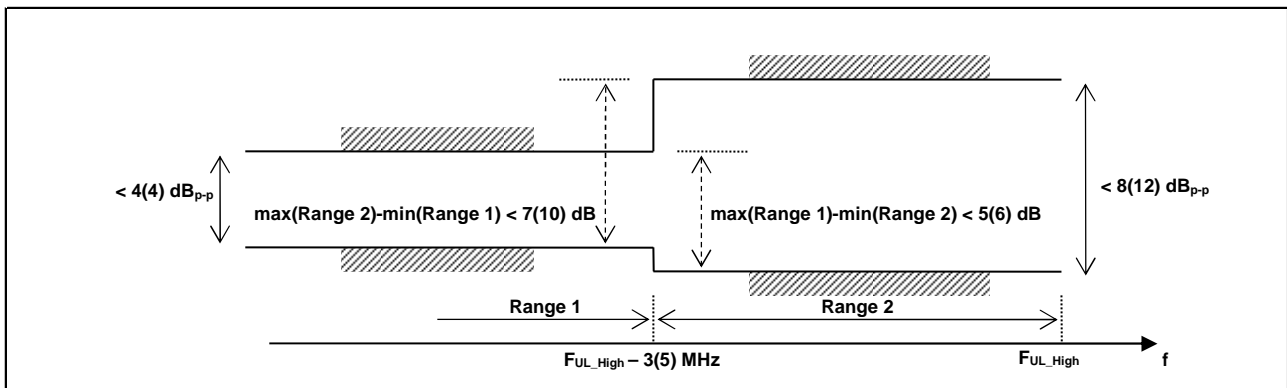 < 4(4) dBp-p
max(Range 2)-min(Range 1) < 7(10) dB
max(Range 1)-min(Range 2) < 5(6) dB
< 8(12) dBp-p
Range 1
Range 2
FUL_High – 3(5) MHz
FUL_High
f